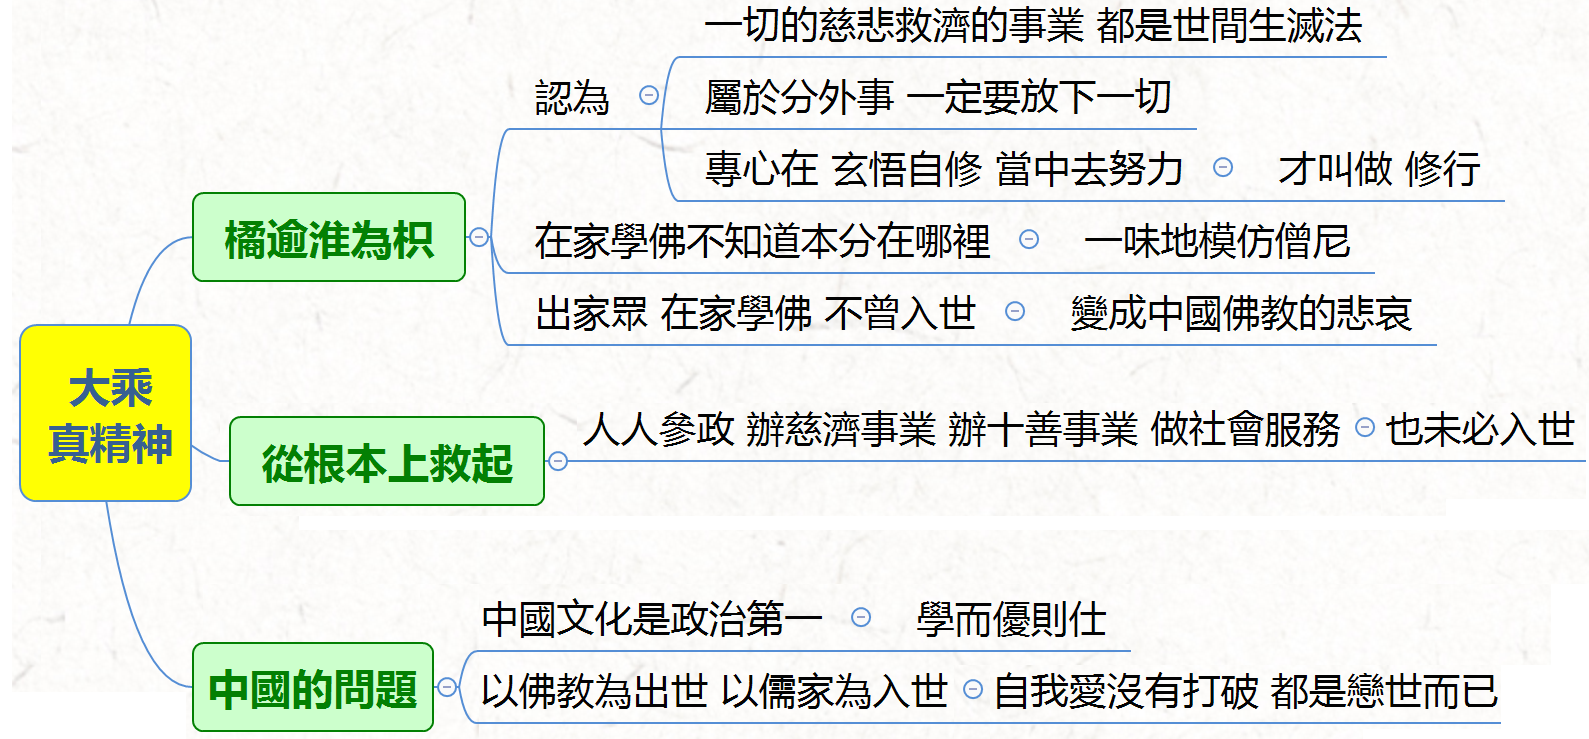 大乘
真精神
橘逾淮為枳
認為
一切的慈悲救濟的事業 都是世間生滅法
屬於分外事 一定要放下一切
專心在 玄悟自修 當中去努力 才叫做 修行
在家學佛不知道本分在哪裡 一味地模仿僧尼
出家眾 在家學佛 不曾入世 變成中國佛教的悲哀
從根本上救起
人人參政 辦慈濟事業 辦十善事業 做社會服務 也未必入世
中國的問題
中國文化是政治第一 學而優則仕
以佛教為出世 以儒家為入世 自我愛沒有打破 都是戀世而已